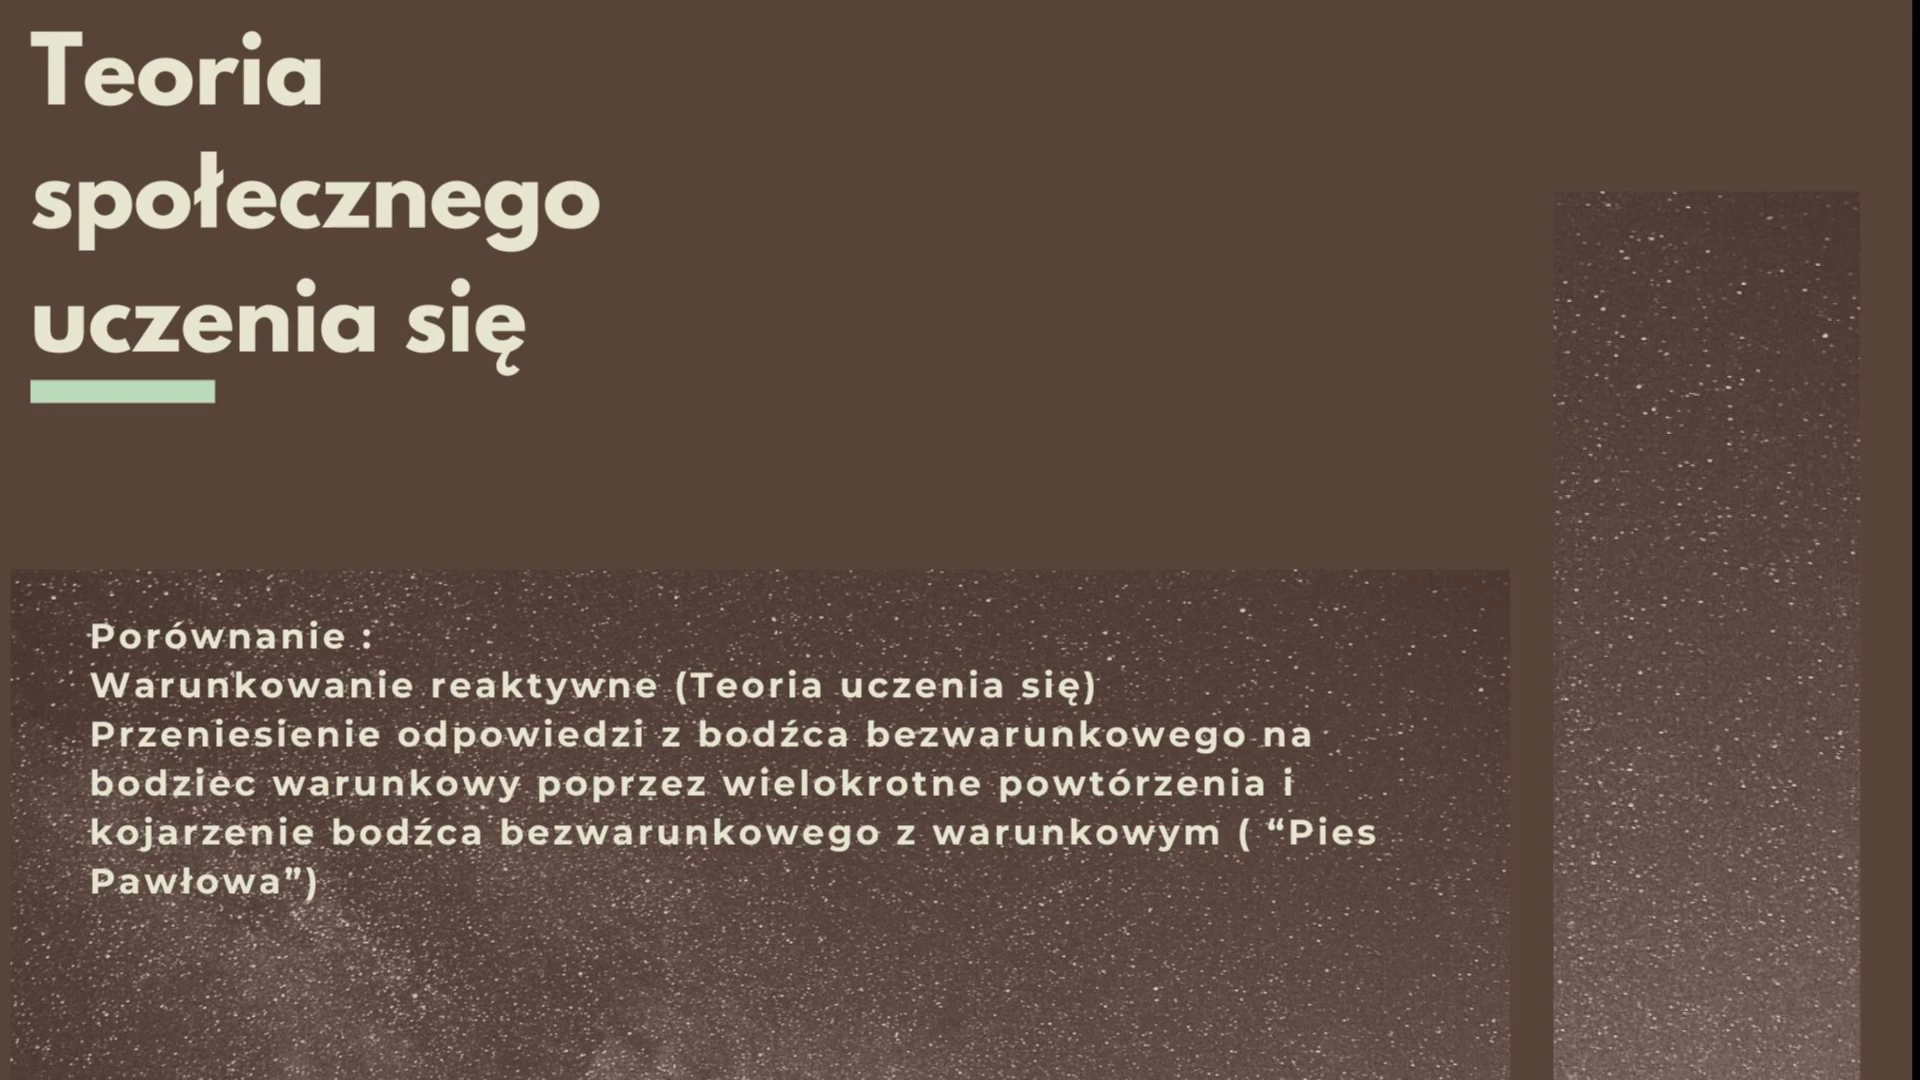 Teoria
społecznego
uczenia się
Porównanie :
Warunkowanie reaktywne (Teoria uczenia się)
Przeniesienie odpowiedzi z bodźca bezwarunkowego na
bodziec warunkowy poprzez wielokrotne powtórzenia i
kojarzenie bodźca bezwarunkowego z warunkowym ( “Pies
Pawłowa”)